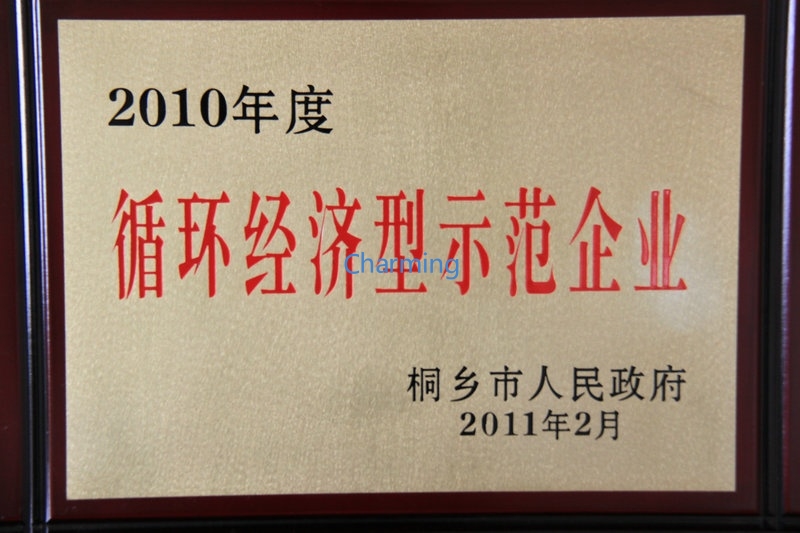 2010年度
循环经济型示范企业
Charming
桐乡市人民政府
2011年2月